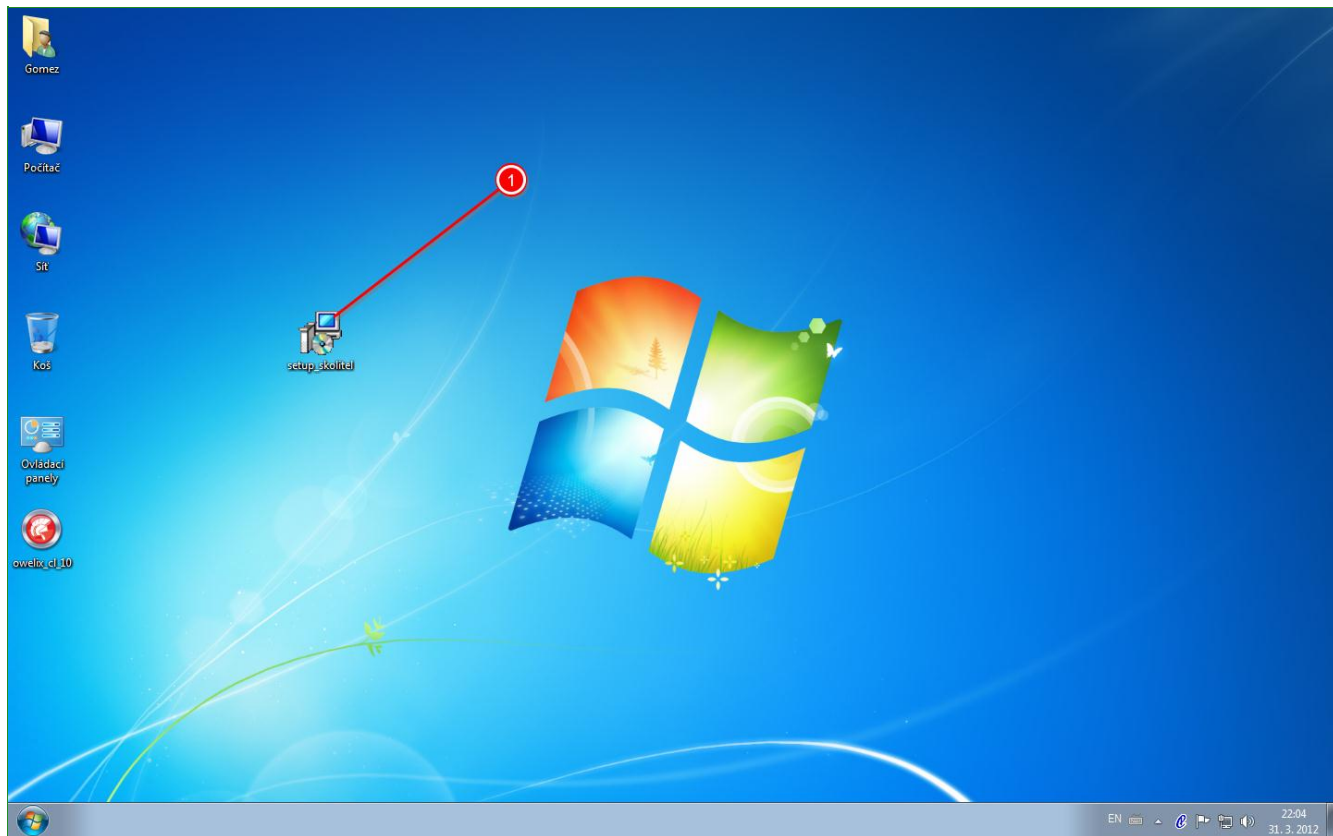 Gomez
Počítač
Síť
Koš
Ovládací
panely
owelix_cl_10
setup_skolitel
1
EN
22:04
31. 3. 2012